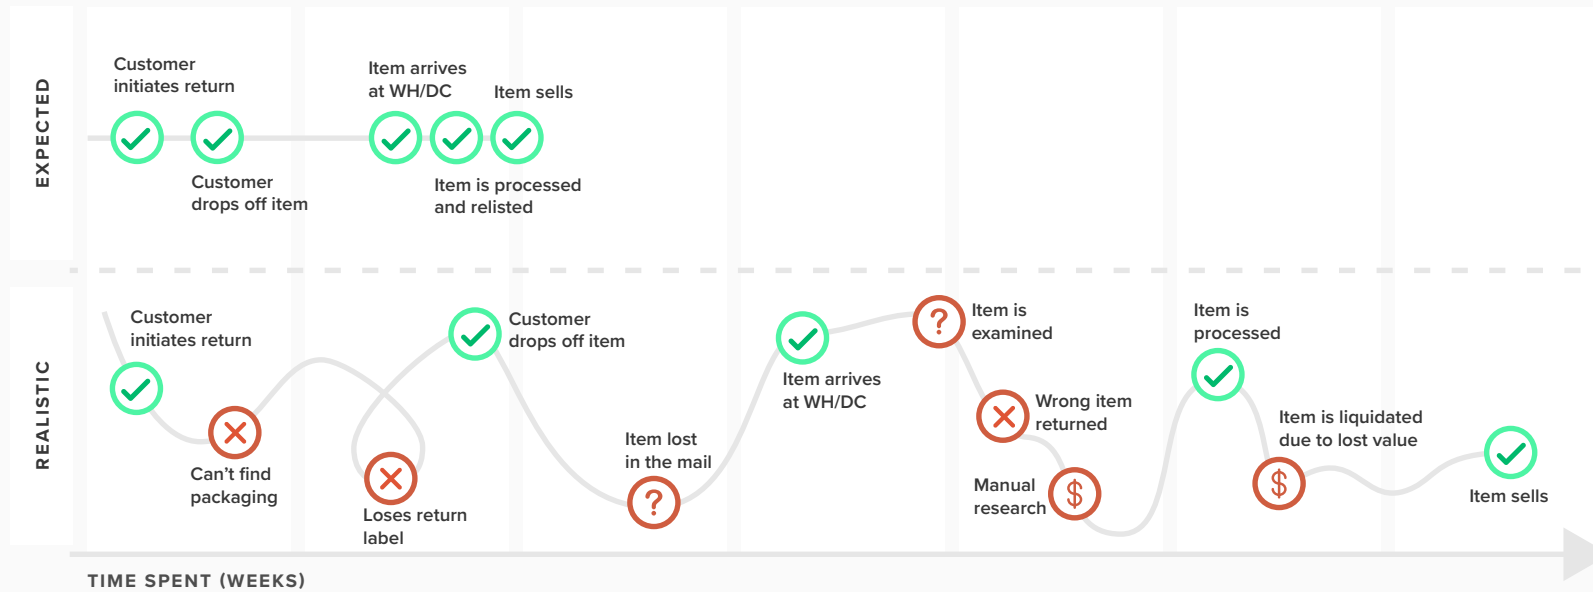 EXPECTED
Customer
initiates return
Customer
drops off item
Item arrives
at WH/DC
Item is processed
and relisted
Item sells
REALISTIC
Customer
initiates return
Can't find
packaging
Loses return
label
Customer
drops off item
Item lost
in the mail
?
Item arrives
at WH/DC
?
Item is
examined
Wrong item
returned
Manual
research
$
Item is
processed
Item is liquidated
due to lost value
$
Item sells
TIME SPENT (WEEKS)